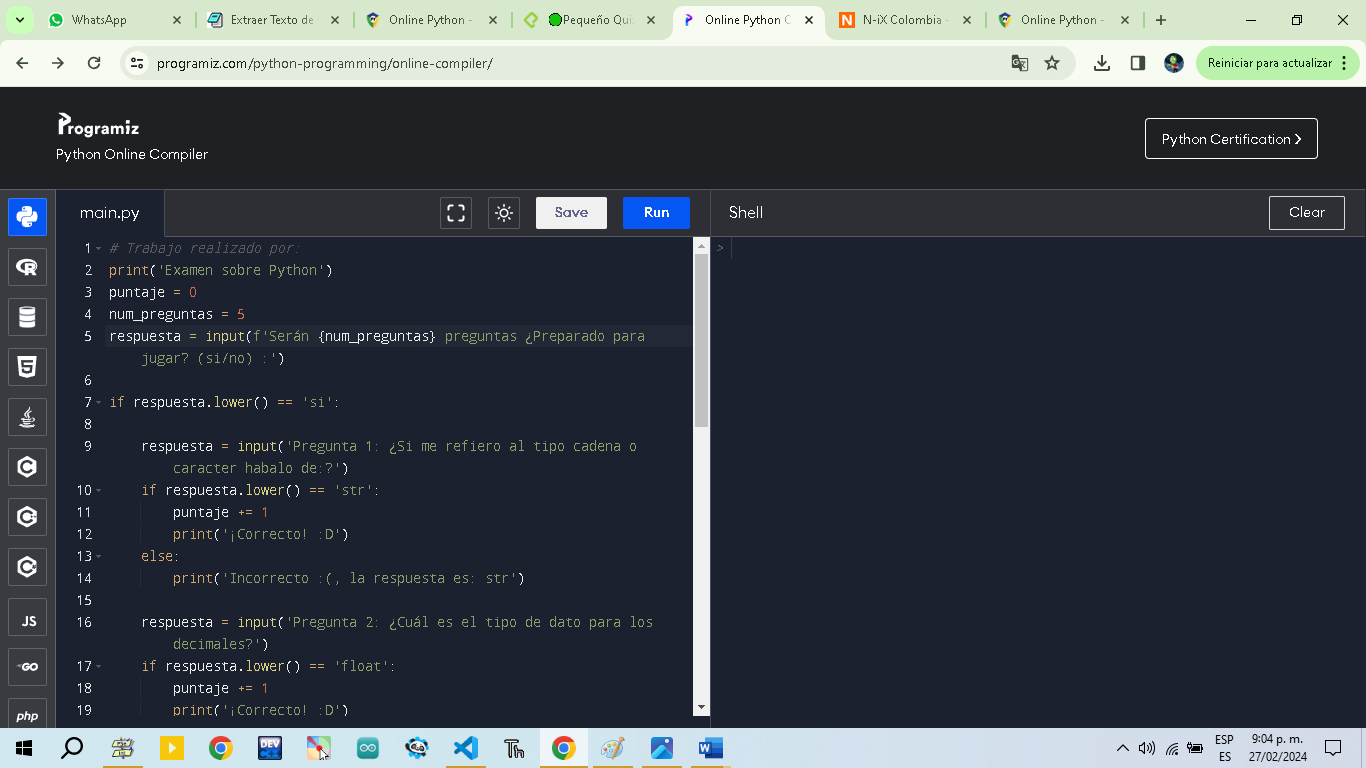 WhatsApp
Extraer Texto de
Online Python -
Pequeño Qui
Online Python C
N-iX Colombia -
Online Python -
programiz.com/python-programming/online-compiler/
Reiniciar para actualizar
Programiz
Python Online Compiler
Python Certification >
main.py
Save
Run
Shell
Clear
1 # Trabajo realizado por:
2 print('Examen sobre Python')
3 puntaje = 0
4 num_preguntas = 5
5 respuesta = input(f'Serán {num_preguntas} preguntas ¿Preparado para
jugar? (si/no) :')
6
7 if respuesta.lower() == 'si':
8
9 respuesta = input('Pregunta 1: ¿Si me refiero al tipo cadena o
caracter habalo de:?')
10 if respuesta.lower() == 'str':
11 puntaje += 1
12 print('¡Correcto! :D')
13 else:
14 print('Incorrecto :(, la respuesta es: str')
15
16 respuesta = input('Pregunta 2: ¿Cuál es el tipo de dato para los
decimales?')
17 if respuesta.lower() == 'float':
18 puntaje += 1
19 print('¡Correcto! :D')
>
R
5
C
C
C
JS
GO
php
DEV
Th
W
ESP
ES
9:04 p. m.
27/02/2024